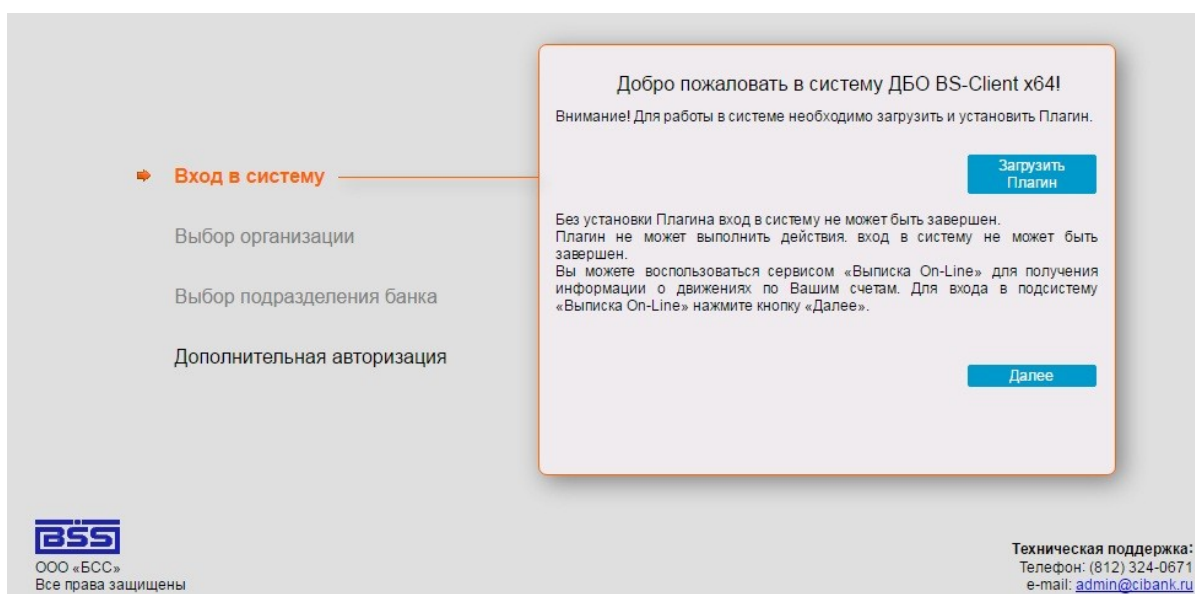 Добро пожаловать в систему ДБО BS-Client x64!
Внимание! Для работы в системе необходимо загрузить и установить Плагин.
Загрузить
Плагин
Вход в систему
Выбор организации
Выбор подразделения банка
Дополнительная авторизация
Без установки Плагина вход в систему не может быть завершен.
Плагин не может выполнить действия. вход в систему не может быть
завершен.
Вы можете воспользоваться сервисом «Выписка On-Line» для получения
информации о движениях по Вашим счетам. Для входа в подсистему
«Выписка On-Line» нажмите кнопку «Далее».
Далее
BSS
ООО «БСС»
Все права защищены
Техническая поддержка:
Телефон: (812) 324-0671
e-mail: admin@cibank.ru